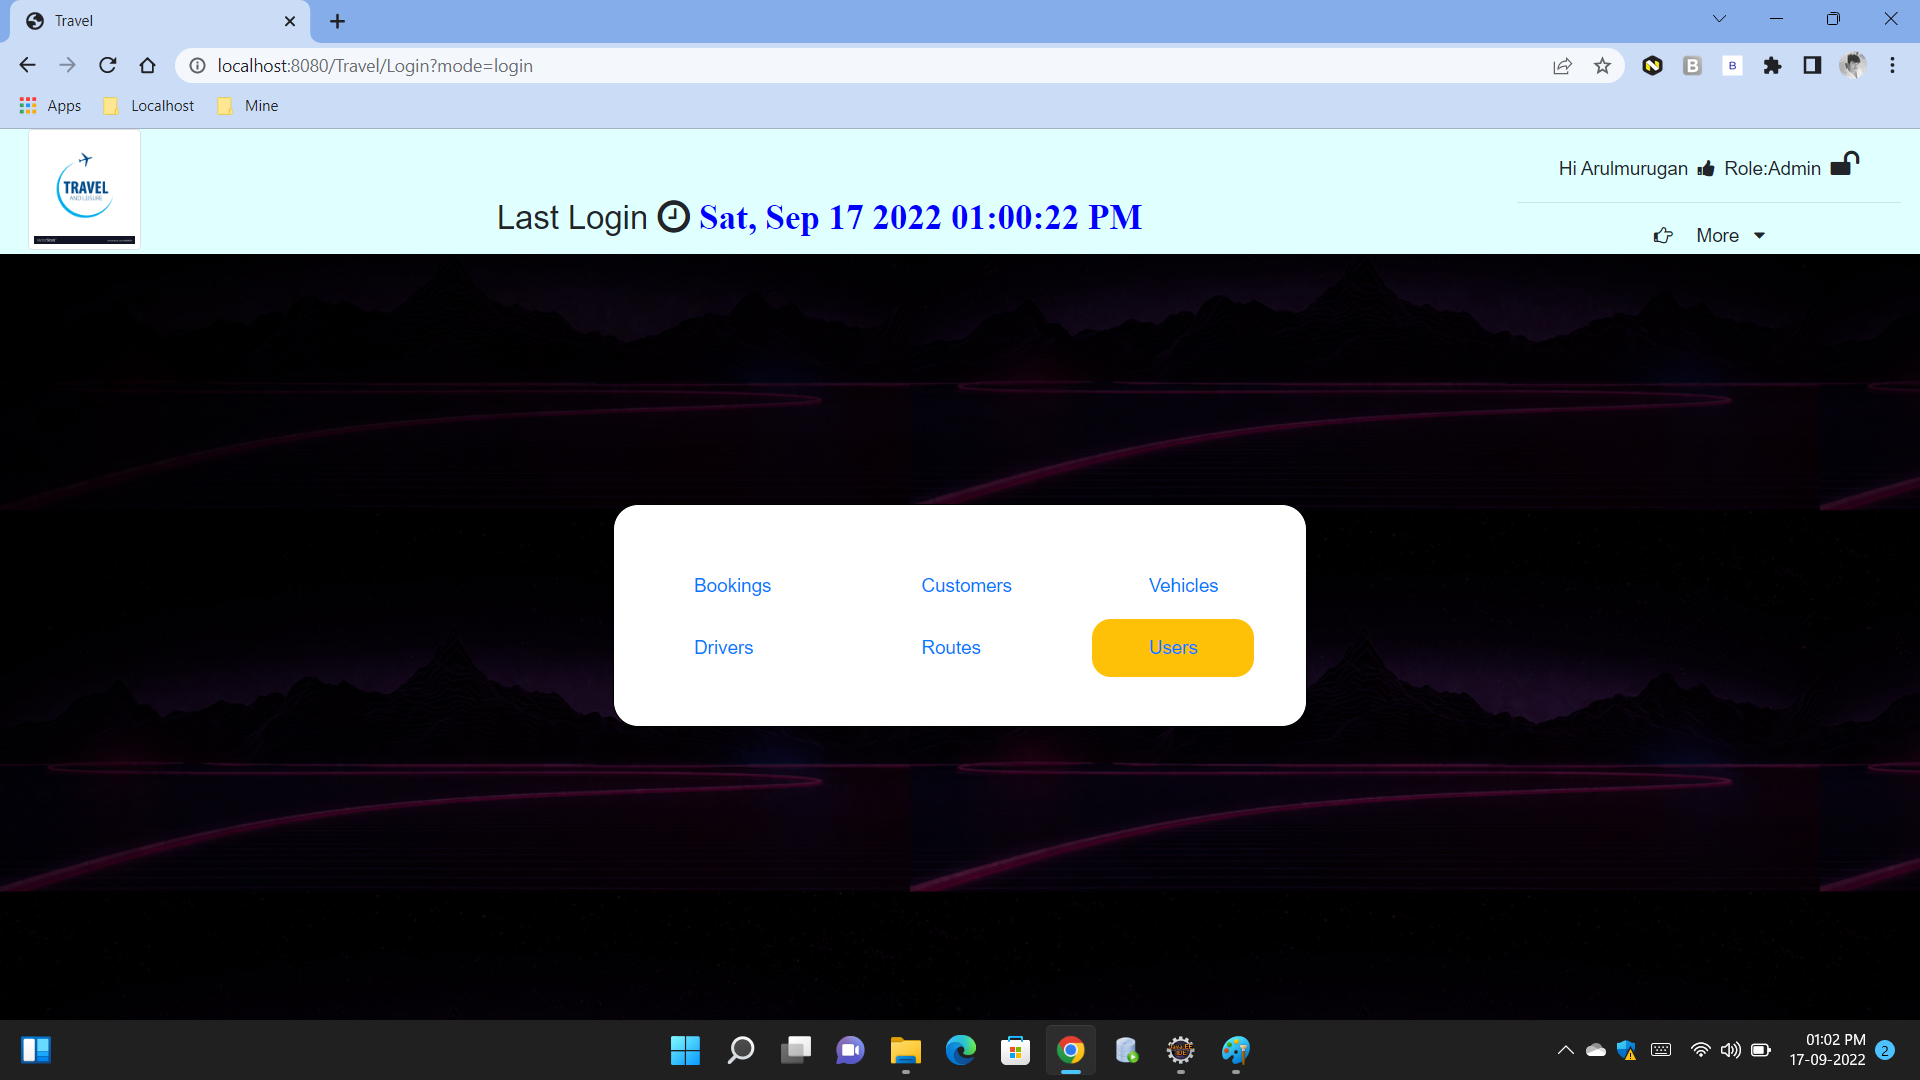 Travel
localhost:8080/Travel/Login?mode=login
Apps Localhost Mine
TRAVEL
AND LEISURE
Hi Arulmurugan Role:Admin
Last Login Sat, Sep 17 2022 01:00:22 PM
More
Bookings Customers Vehicles
Drivers Routes Users
01:02 PM
17-09-2022
2